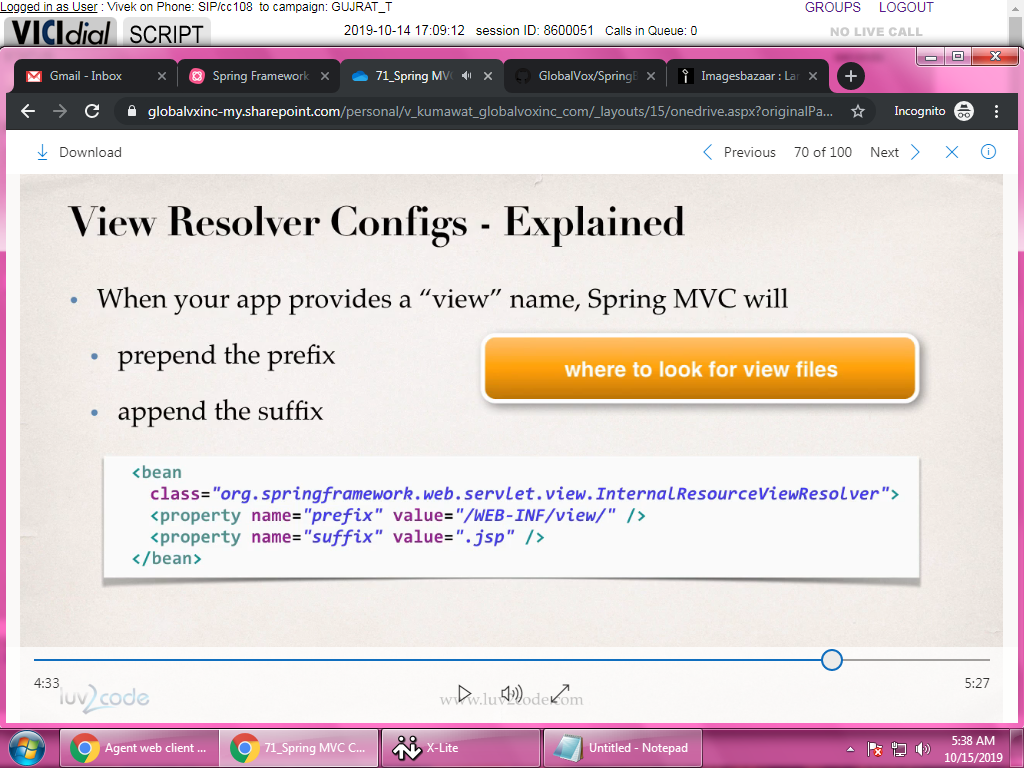 Logged in as User : Vivek on Phone: SIP/cc108 to campaign: GUJRAT_T
GROUPS LOGOUT
VICIdial SCRIPT
2019-10-14 17:09:12 session ID: 8600051 Calls in Queue: 0
NO LIVE CALL
Gmail - Inbox
Spring Framework
71_Spring MV
GlobalVox/SpringB
Imagesbazaar : Lar
globalvxinc-my.sharepoint.com/personal/v_kumawat_globalvoxinc_com/_layouts/15/onedrive.aspx?originalPa...
Incognito
Download
Previous 70 of 100 Next
View Resolver Configs - Explained
• When your app provides a “view” name, Spring MVC will
• prepend the prefix
where to look for view files
• append the suffix
<bean
class="org.springframework.web.servlet.view.InternalResourceViewResolver">
<property name="prefix" value="/WEB-INF/view/" />
<property name="suffix" value=".jsp" />
</bean>
4:33
5:27
luv2code
www.luv2code.com
Agent web client ...
71_Spring MVC C...
X-Lite
Untitled - Notepad
5:38 AM
10/15/2019